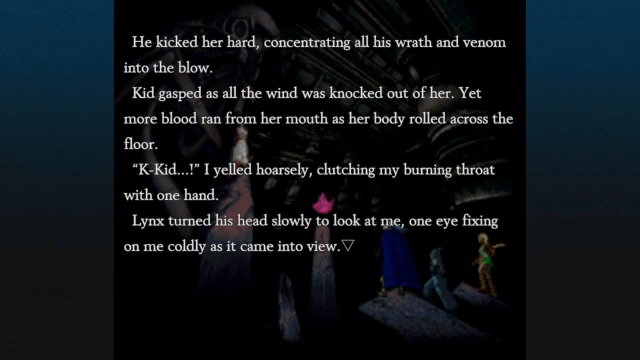 He kicked her hard, concentrating all his wrath and venom
into the blow.
Kid gasped as all the wind was knocked out of her. Yet
more blood ran from her mouth as her body rolled across the
floor.
“K-Kid...!” I yelled hoarsely, clutching my burning throat
with one hand.
Lynx turned his head slowly to look at me, one eye fixing
on me coldly as it came into view.▽